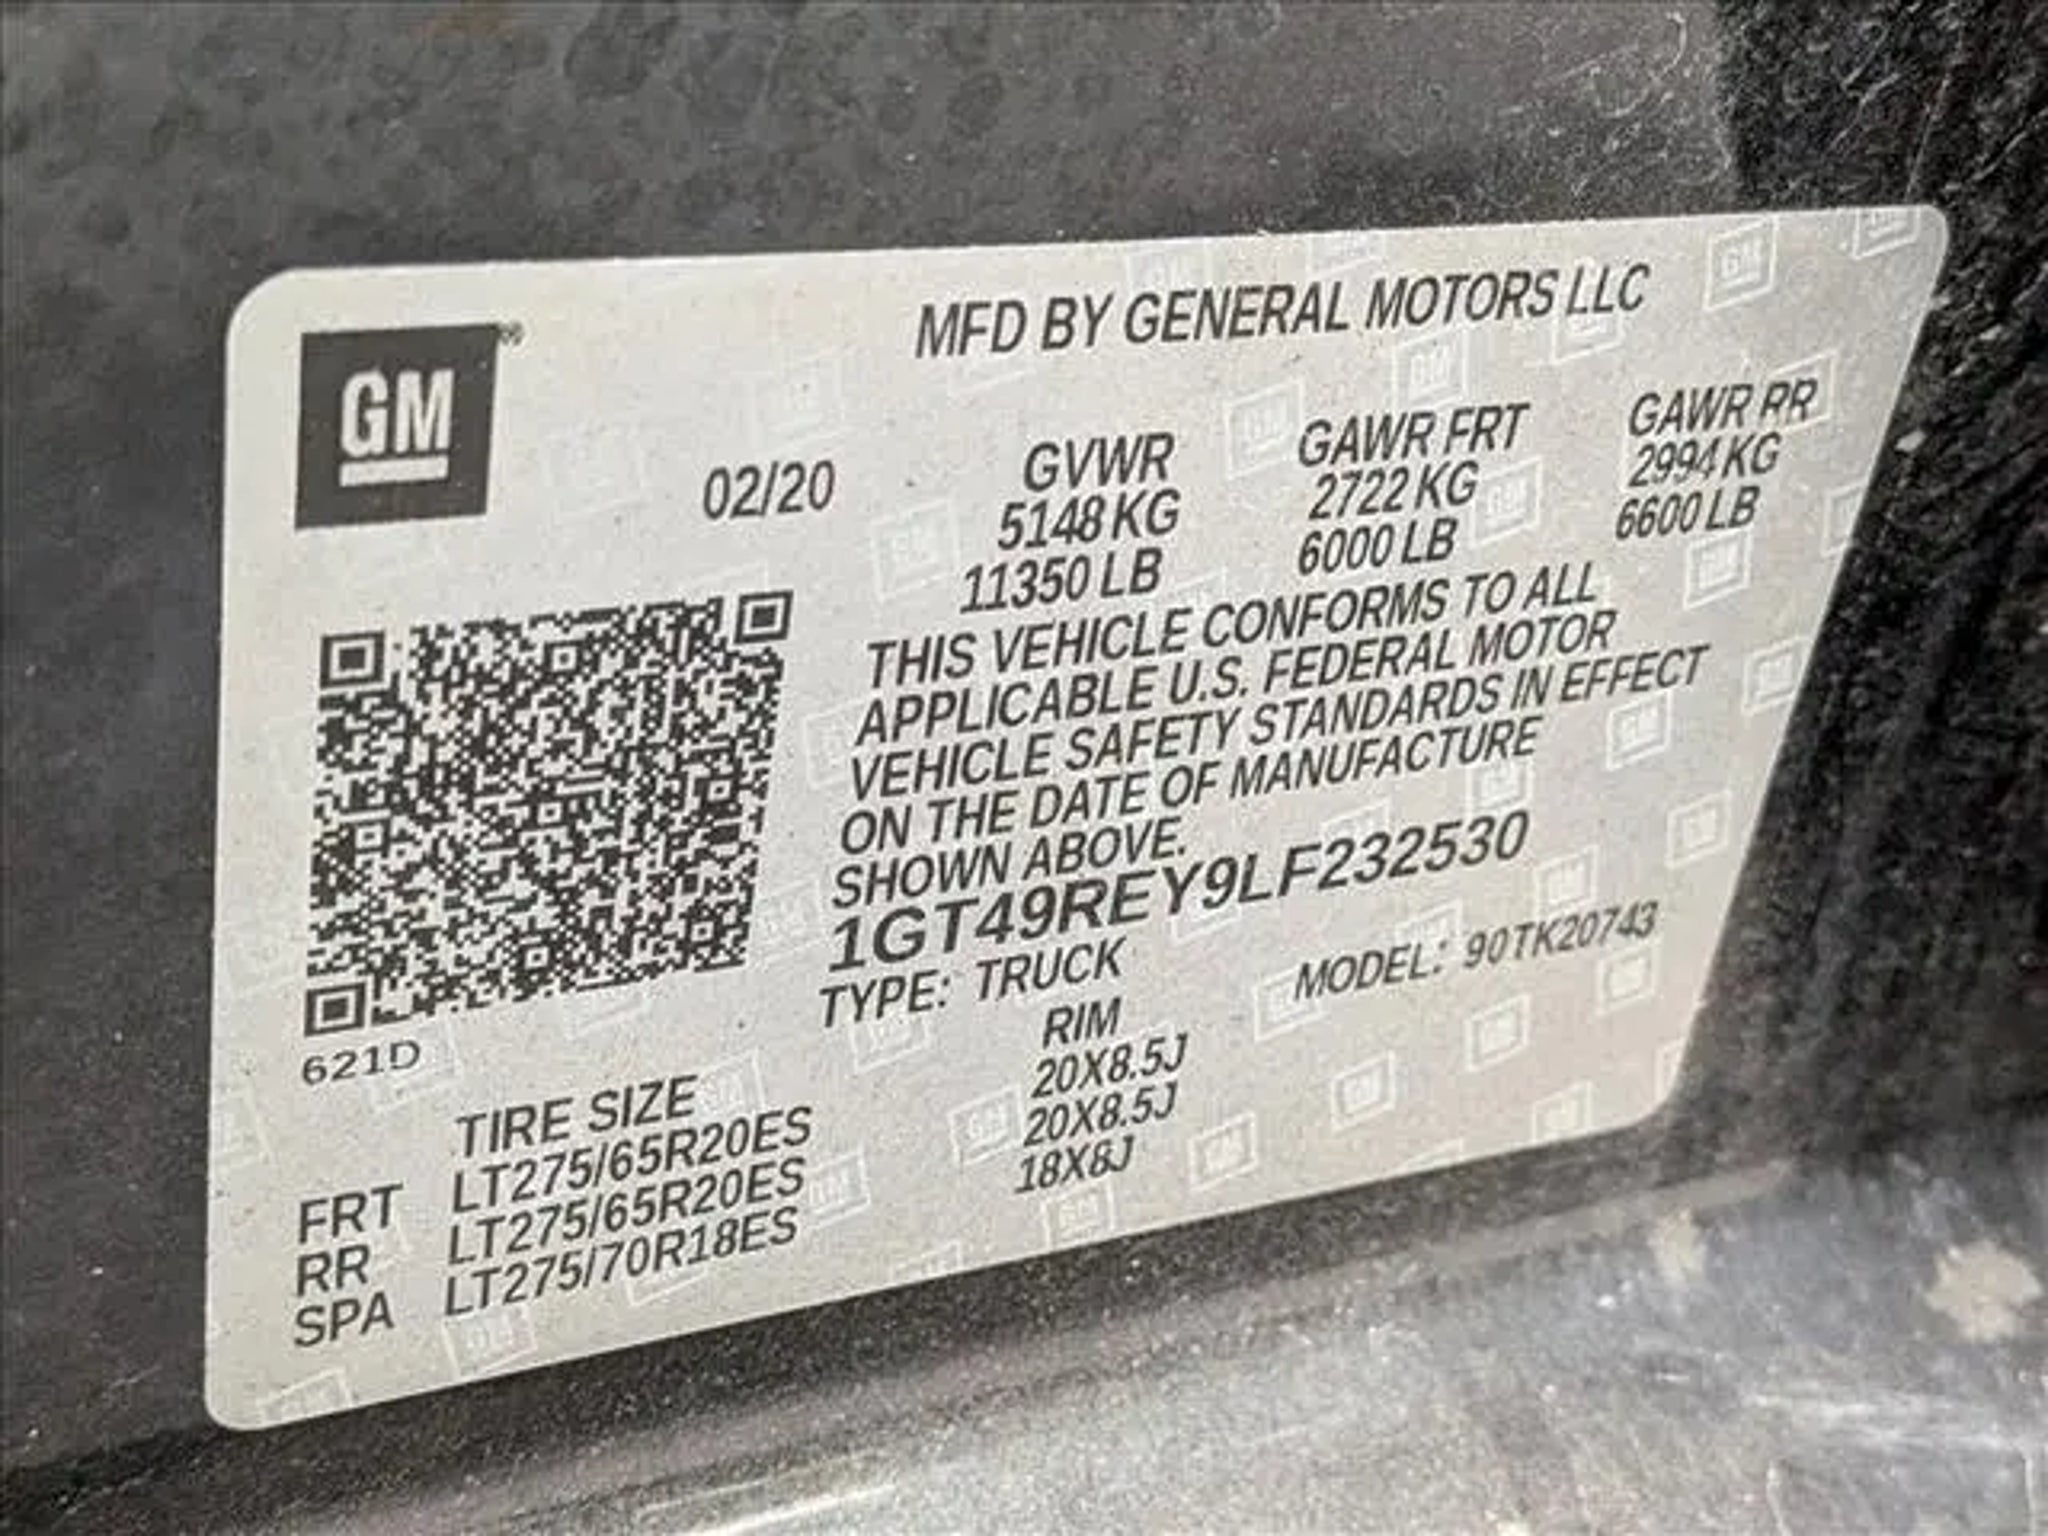 GM®
MFD BY GENERAL MOTORS LLC
02/20
GVWR GAWR FRT GAWR RR
5148 KG 2722 KG 2994 KG
11350 LB 6000 LB 6600 LB
THIS VEHICLE CONFORMS TO ALL
APPLICABLE U.S. FEDERAL MOTOR
VEHICLE SAFETY STANDARDS IN EFFECT
ON THE DATE OF MANUFACTURE
SHOWN ABOVE.
1GT49REY9LF232530
TYPE: TRUCK MODEL: 90TK20743
621D
TIRE SIZE RIM
FRT LT275/65R20ES 20X8.5J
RR LT275/65R20ES 20X8.5J
SPA LT275/70R18ES 18X8J